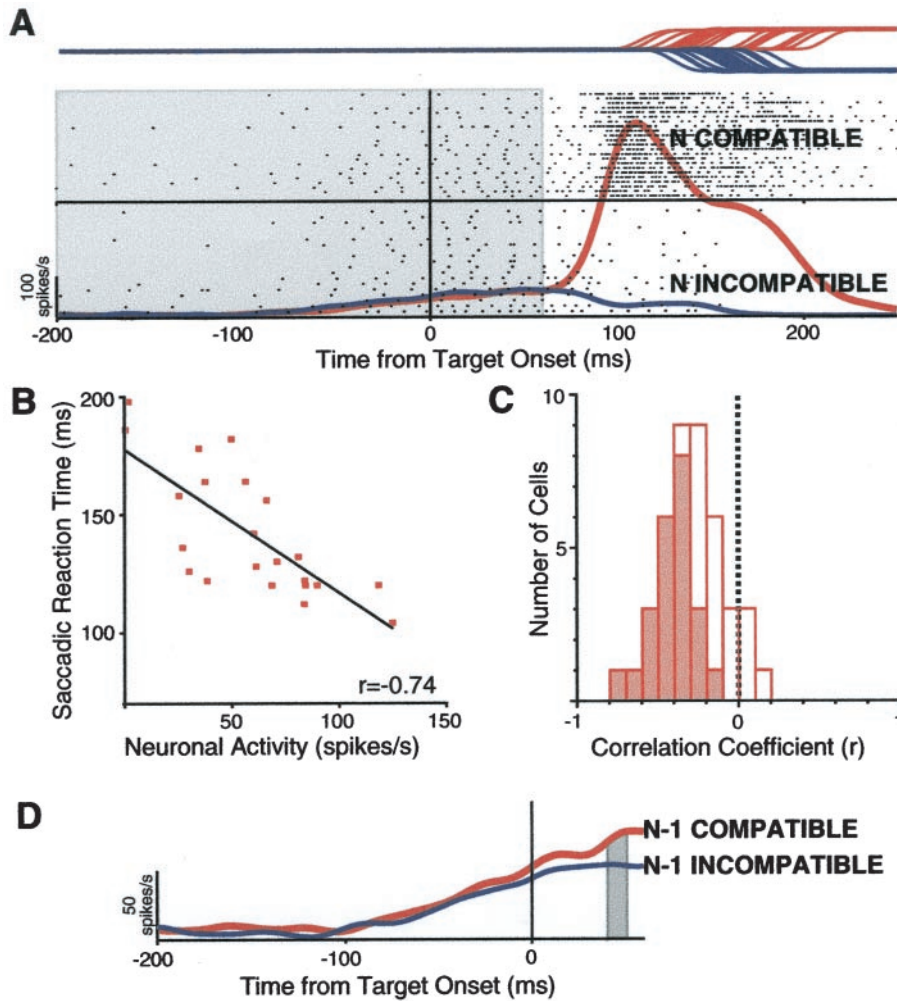 A
N COMPATIBLE
N INCOMPATIBLE
100
spikes/s
-200 -100 0 100 200
Time from Target Onset (ms)
B
Saccadic Reaction Time (ms)
200
150
100
r=-0.74
50 100 150
Neuronal Activity (spikes/s)
C
Number of Cells
10
5
-1 0
Correlation Coefficient (r)
D
N-1 COMPATIBLE
N-1 INCOMPATIBLE
50
spikes/s
-200 -100 0
Time from Target Onset (ms)